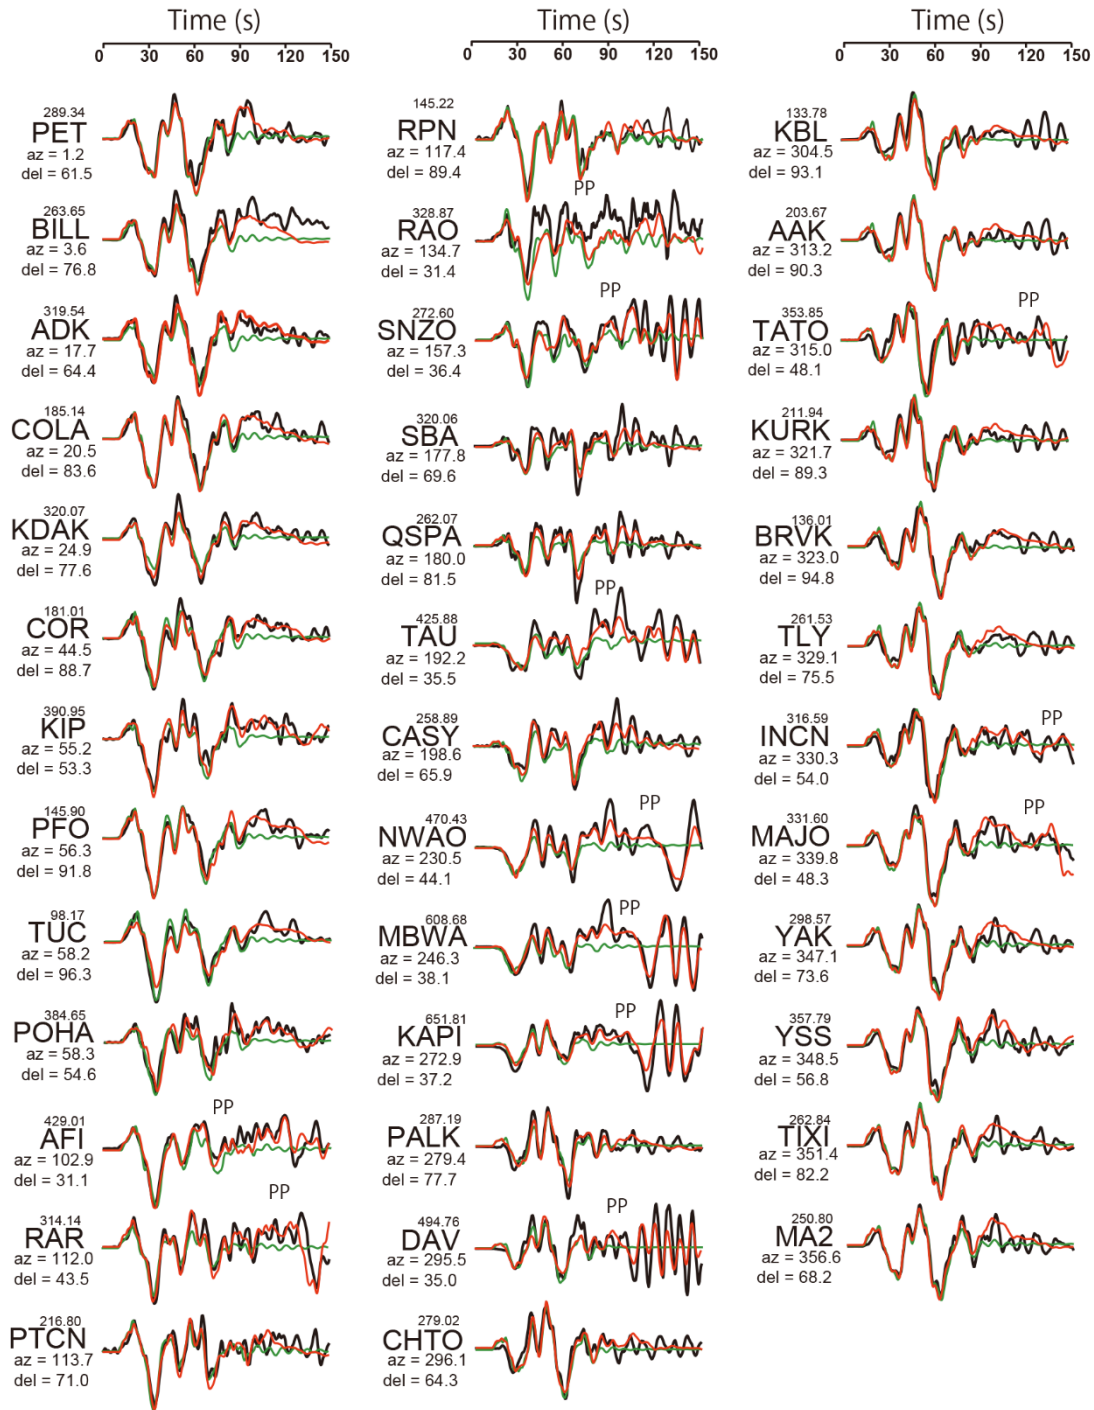 Time (s)
0 30 60 90 120 150
289.34
PET
az = 1.2
del = 61.5
263.65
BILL
az = 3.6
del = 76.8
319.54
ADK
az = 17.7
del = 64.4
185.14
COLA
az = 20.5
del = 83.6
320.07
KDAK
az = 24.9
del = 77.6
181.01
COR
az = 44.5
del = 88.7
390.95
KIP
az = 55.2
del = 53.3
145.90
PFO
az = 56.3
del = 91.8
98.17
TUC
az = 58.2
del = 96.3
384.65
POHA
az = 58.3
del = 54.6
PP
429.01
AFI
az = 102.9
del = 31.1
PP
314.14
RAR
az = 112.0
del = 43.5
216.80
PTCN
az = 113.7
del = 71.0
Time (s)
0 30 60 90 120 150
145.22
RPN
az = 117.4
del = 89.4
PP
328.87
RAO
az = 134.7
del = 31.4
PP
272.60
SNZO
az = 157.3
del = 36.4
320.06
SBA
az = 177.8
del = 69.6
262.07
QSPA
az = 180.0
del = 81.5
PP
425.88
TAU
az = 192.2
del = 35.5
258.89
CASY
az = 198.6
del = 65.9
PP
470.43
NWAO
az = 230.5
del = 44.1
PP
608.68
MBWA
az = 246.3
del = 38.1
PP
651.81
KAPI
az = 272.9
del = 37.2
287.19
PALK
az = 279.4
del = 77.7
PP
494.76
DAV
az = 295.5
del = 35.0
279.02
CHTO
az = 296.1
del = 64.3
Time (s)
0 30 60 90 120 150
133.78
KBL
az = 304.5
del = 93.1
203.67
AAK
az = 313.2
del = 90.3
PP
353.85
TATO
az = 315.0
del = 48.1
211.94
KURK
az = 321.7
del = 89.3
136.01
BRVK
az = 323.0
del = 94.8
261.53
TLY
az = 329.1
del = 75.5
PP
316.59
INCN
az = 330.3
del = 54.0
PP
331.60
MAJO
az = 339.8
del = 48.3
298.57
YAK
az = 347.1
del = 73.6
357.79
YSS
az = 348.5
del = 56.8
262.84
TIXI
az = 351.4
del = 82.2
250.80
MA2
az = 356.6
del = 68.2